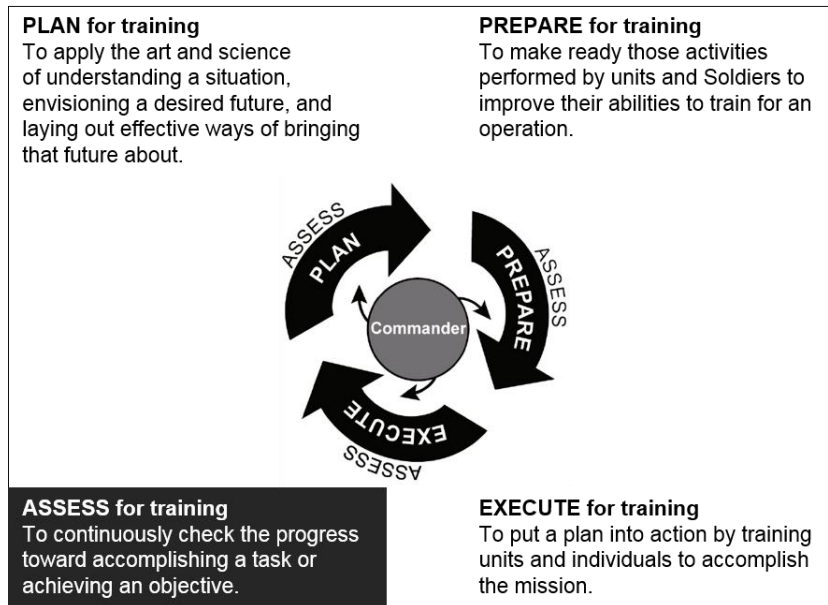 PLAN for training
To apply the art and science
of understanding a situation,
envisioning a desired future, and
laying out effective ways of bringing
that future about.
PREPARE for training
To make ready those activities
performed by units and Soldiers to
improve their abilities to train for an
operation.
ASSESS
PLAN
ASSESS
PREPARE
Commander
EXECUTE
ASSESS
ASSESS for training
To continuously check the progress
toward accomplishing a task or
achieving an objective.
EXECUTE for training
To put a plan into action by training
units and individuals to accomplish
the mission.